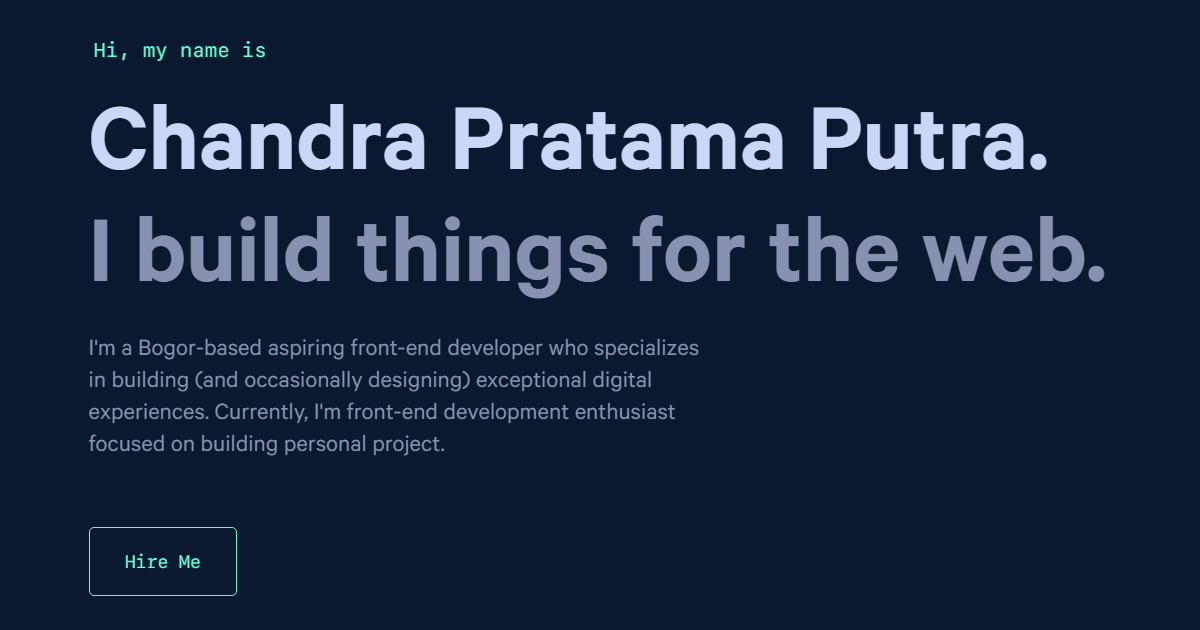 Hi, my name is
Chandra Pratama Putra.
I build things for the web.
I'm a Bogor-based aspiring front-end developer who specializes
in building (and occasionally designing) exceptional digital
experiences. Currently, I'm front-end development enthusiast
focused on building personal project.
Hire Me